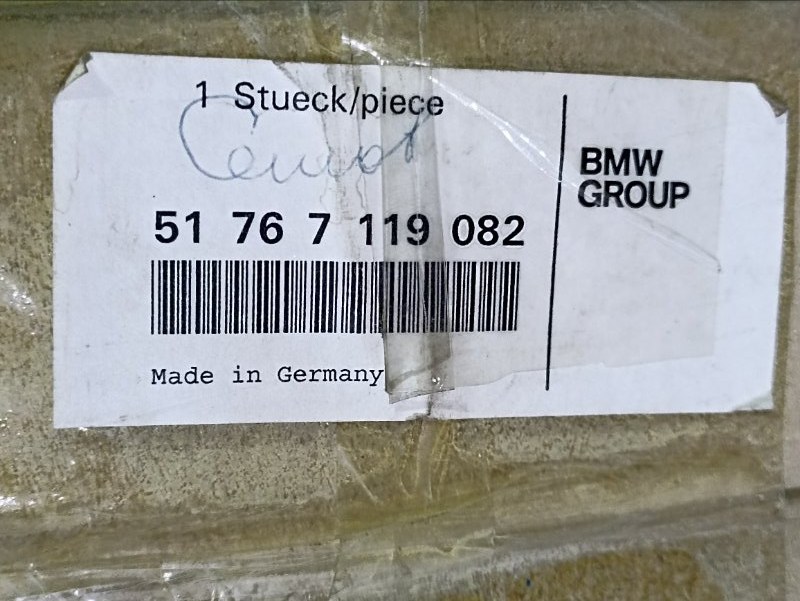 1 Stueck/piece
51 76 7 119 082
Made in Germany
BMW
GROUP